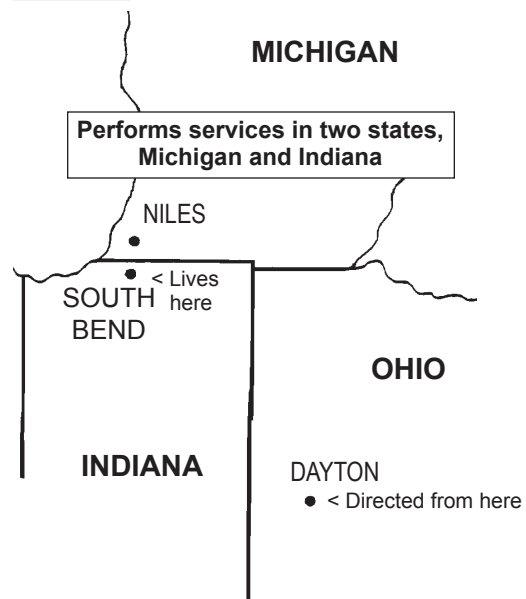 MICHIGAN
Performs services in two states,
Michigan and Indiana
NILES
< Lives
here
SOUTH
BEND
OHIO
INDIANA
DAYTON
< Directed from here